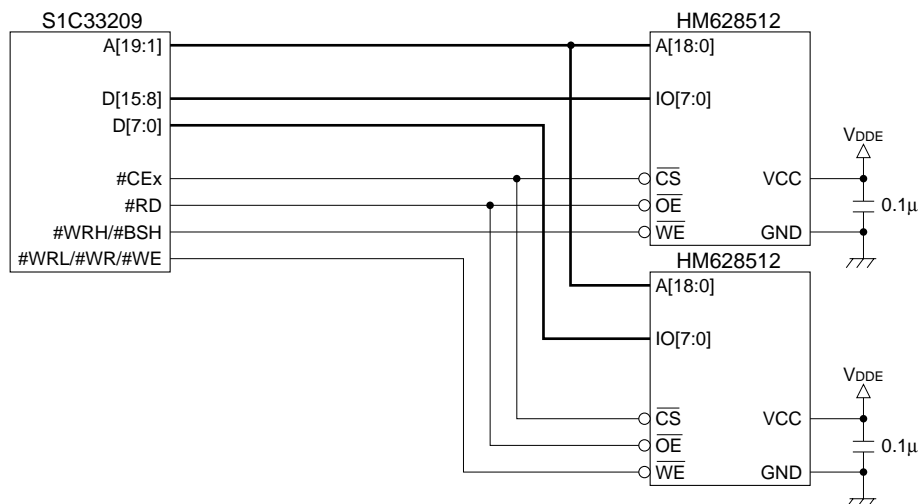 S1C33209
A[19:1]
D[15:8]
D[7:0]
#CEx
#RD
#WRH/#BSH
#WRL/#WR/#WE
HM628512
A[18:0]
IO[7:0]
CS
OE
WE
VCC
GND
VDDE
0.1µ
HM628512
A[18:0]
IO[7:0]
CS
OE
WE
VCC
GND
VDDE
0.1µ